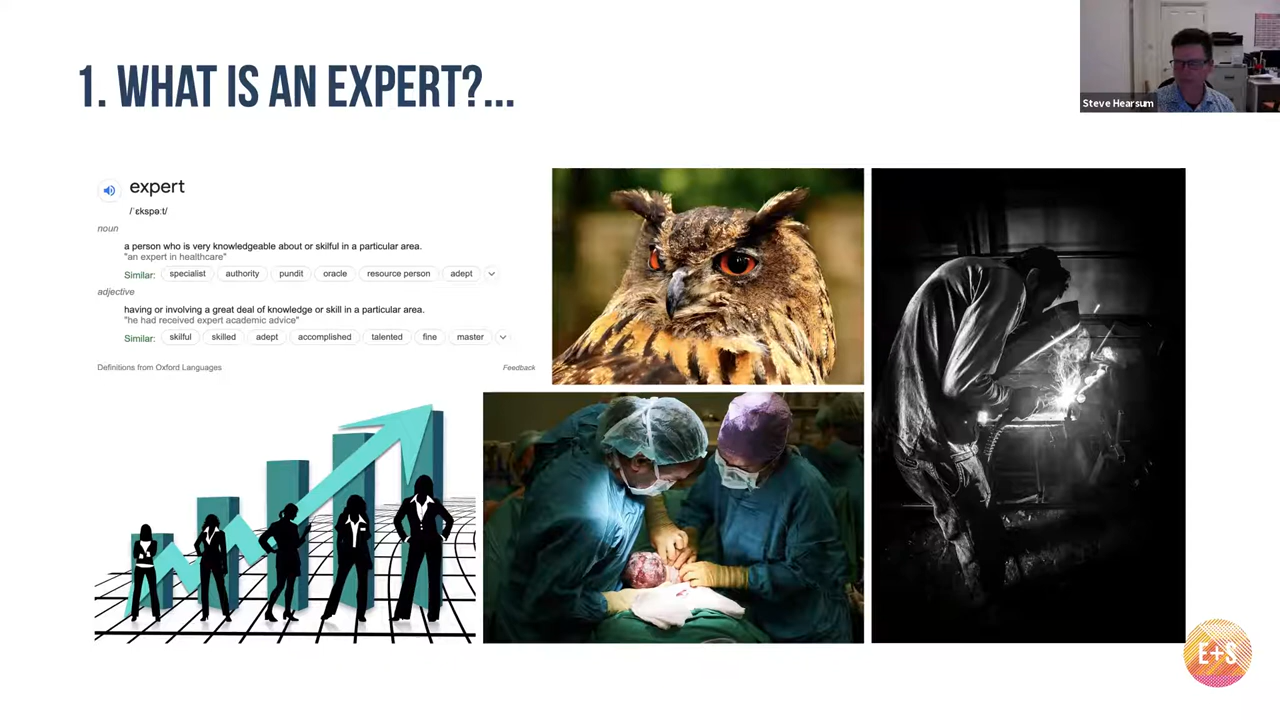 1. WHAT IS AN EXPERT?...
Steve Hearsum
expert
/ˈɛkspəːt/
noun
a person who is very knowledgeable about or skilful in a particular area.
"an expert in healthcare"
Similar: specialist authority pundit oracle resource person adept
adjective
having or involving a great deal of knowledge or skill in a particular area.
"he had received expert academic advice"
Similar: skilful skilled adept accomplished talented fine master
Definitions from Oxford Languages
Feedback
E+S